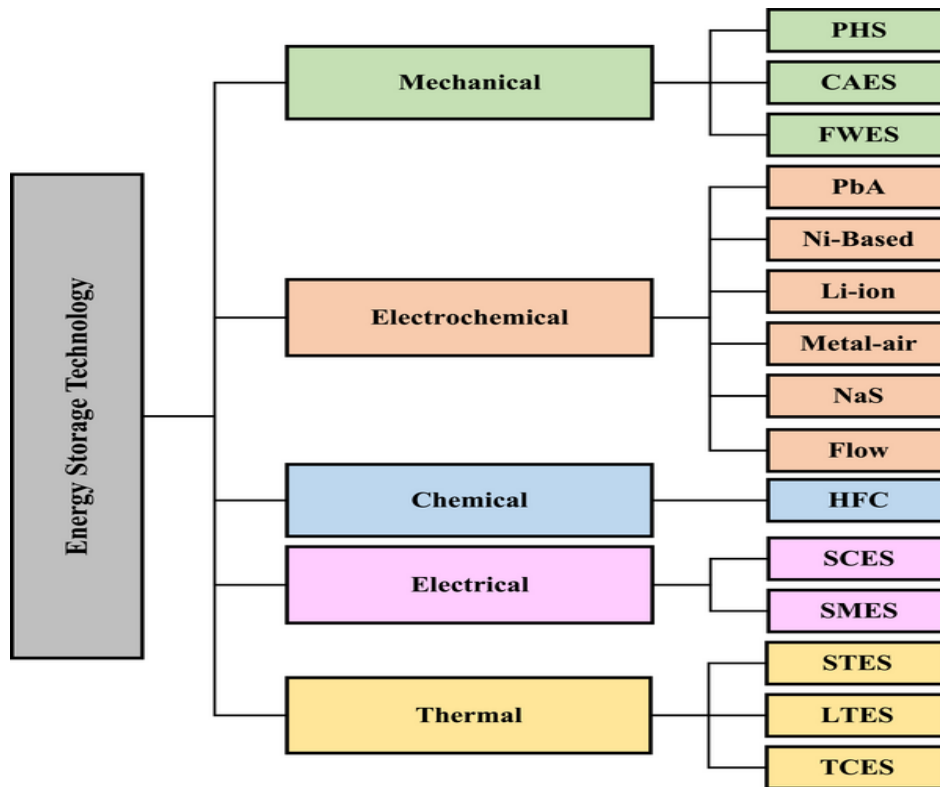 Energy Storage Technology
Mechanical
PHS
CAES
FWES
Electrochemical
PbA
Ni-Based
Li-ion
Metal-air
NaS
Flow
Chemical
HFC
Electrical
SCES
SMES
Thermal
STES
LTES
TCES